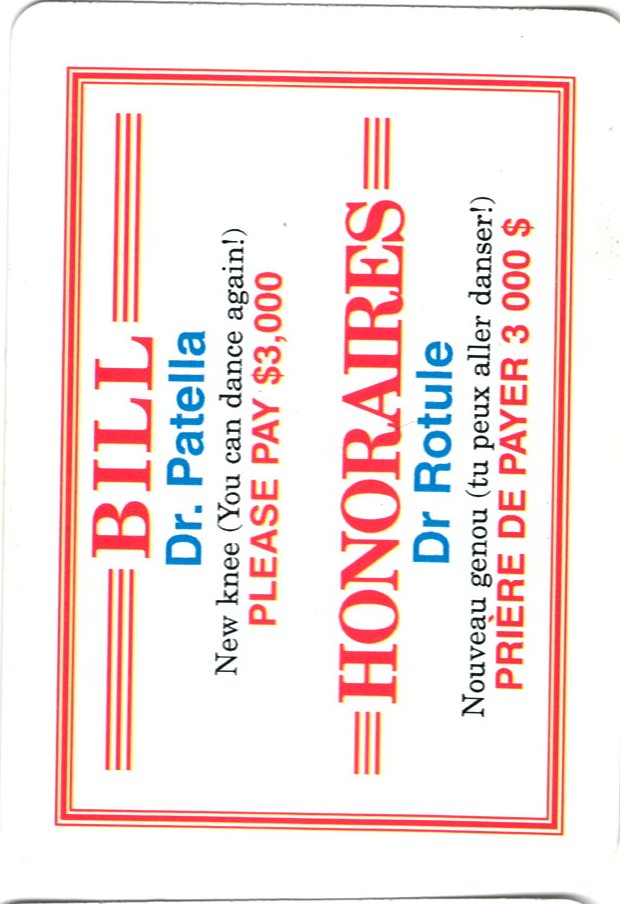 BILL
Dr. Patella
New knee (You can dance again!)
PLEASE PAY $3,000
HONORAIRES
Dr Rotule
Nouveau genou (tu peux aller danser!)
PRIÈRE DE PAYER 3 000 $